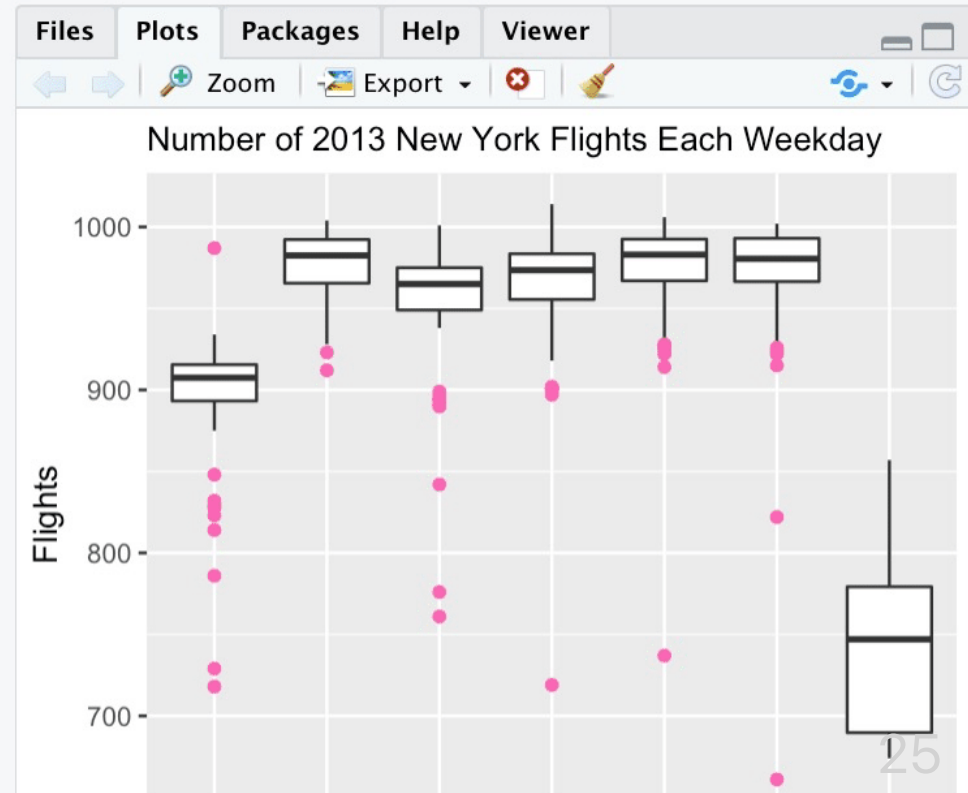 Files Plots Packages Help Viewer
Zoom Export
Number of 2013 New York Flights Each Weekday
1000
900
Flights
800
700
25